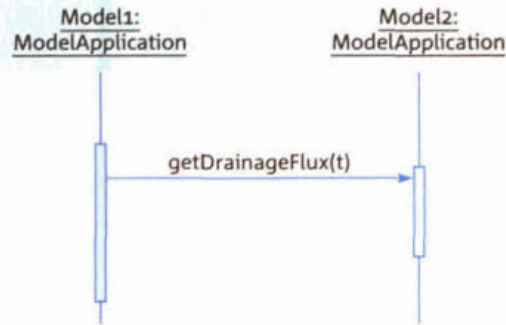 Model1:
ModelApplication
Model2:
ModelApplication
getDrainageFlux(t)